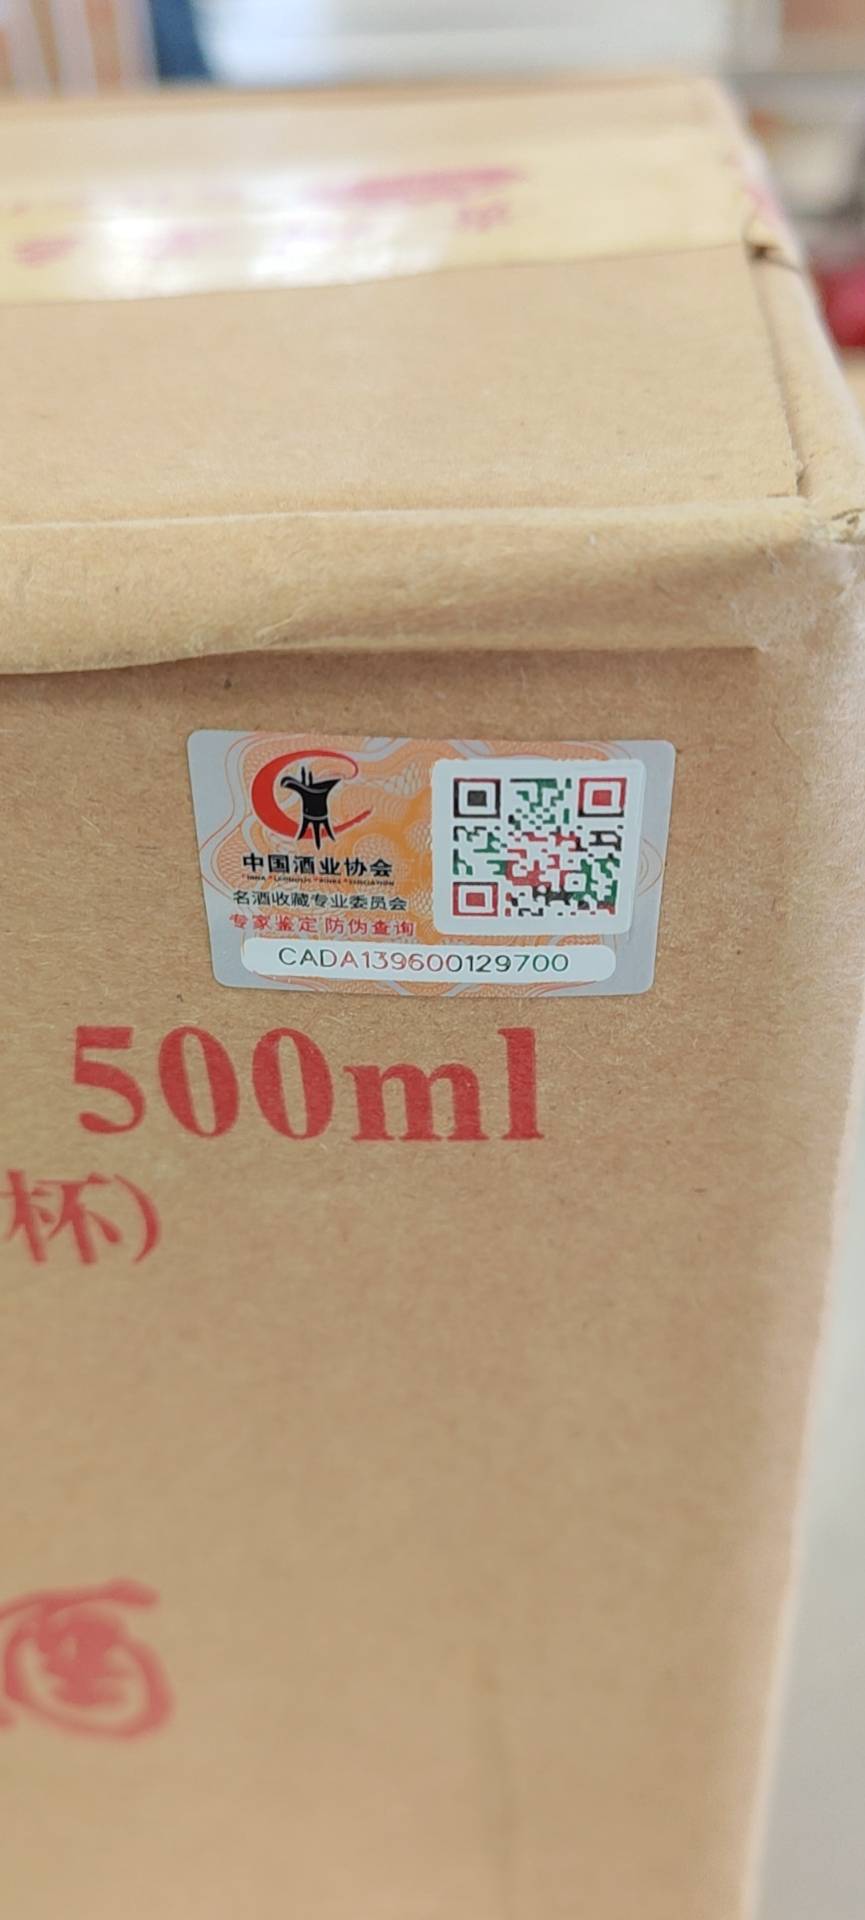 中国酒业协会
名酒收藏专业委员会
专家鉴定 防伪查询
CADA139600129700
500ml
杯)
酒